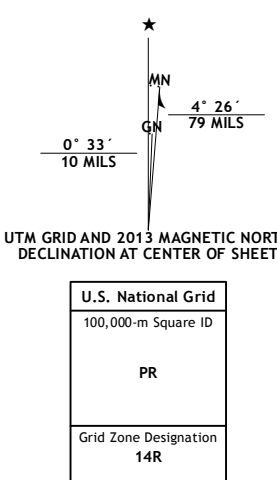 ★
MN
4° 26´
79 MILS
GN
0° 33´
10 MILS
UTM GRID AND 2013 MAGNETIC NORT
DECLINATION AT CENTER OF SHEET
U.S. National Grid
100,000-m Square ID
PR
Grid Zone Designation
14R